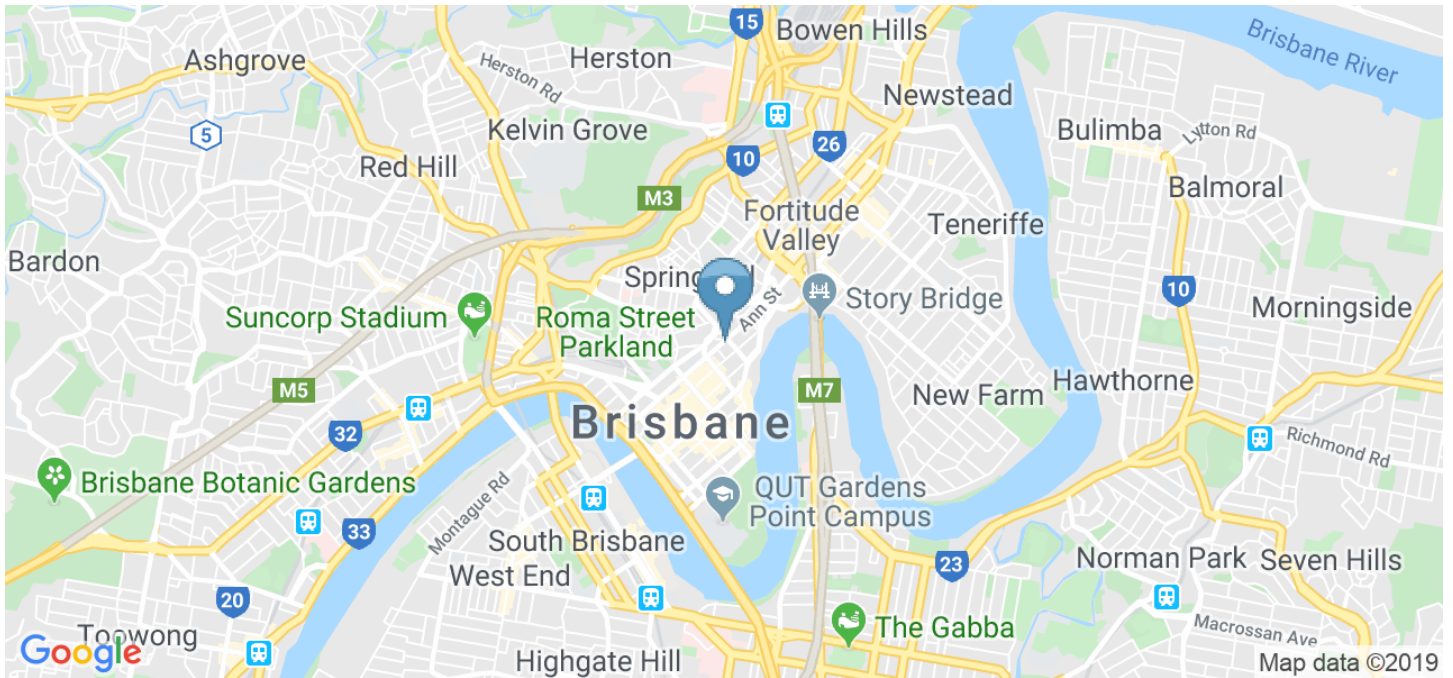 15
Bowen Hills
Brisbane River
Ashgrove
Herston
Herston Rd
Newstead
5
Kelvin Grove
Bulimba
Lytton Rd
26
10
Red Hill
Balmoral
M3
Fortitude
Valley
Teneriffe
Bardon
Ann St
Story Bridge
10
Morningside
Suncorp Stadium
Roma Street
Parkland
M5
M7
New Farm
Hawthorne
Brisbane
32
Richmond Rd
Brisbane Botanic Gardens
Montague Rd
QUT Gardens
Point Campus
33
South Brisbane
23
Norman Park
Seven Hills
West End
20
Toowong
The Gabba
Macrossan Ave
Google
Highgate Hill
Map data ©2019